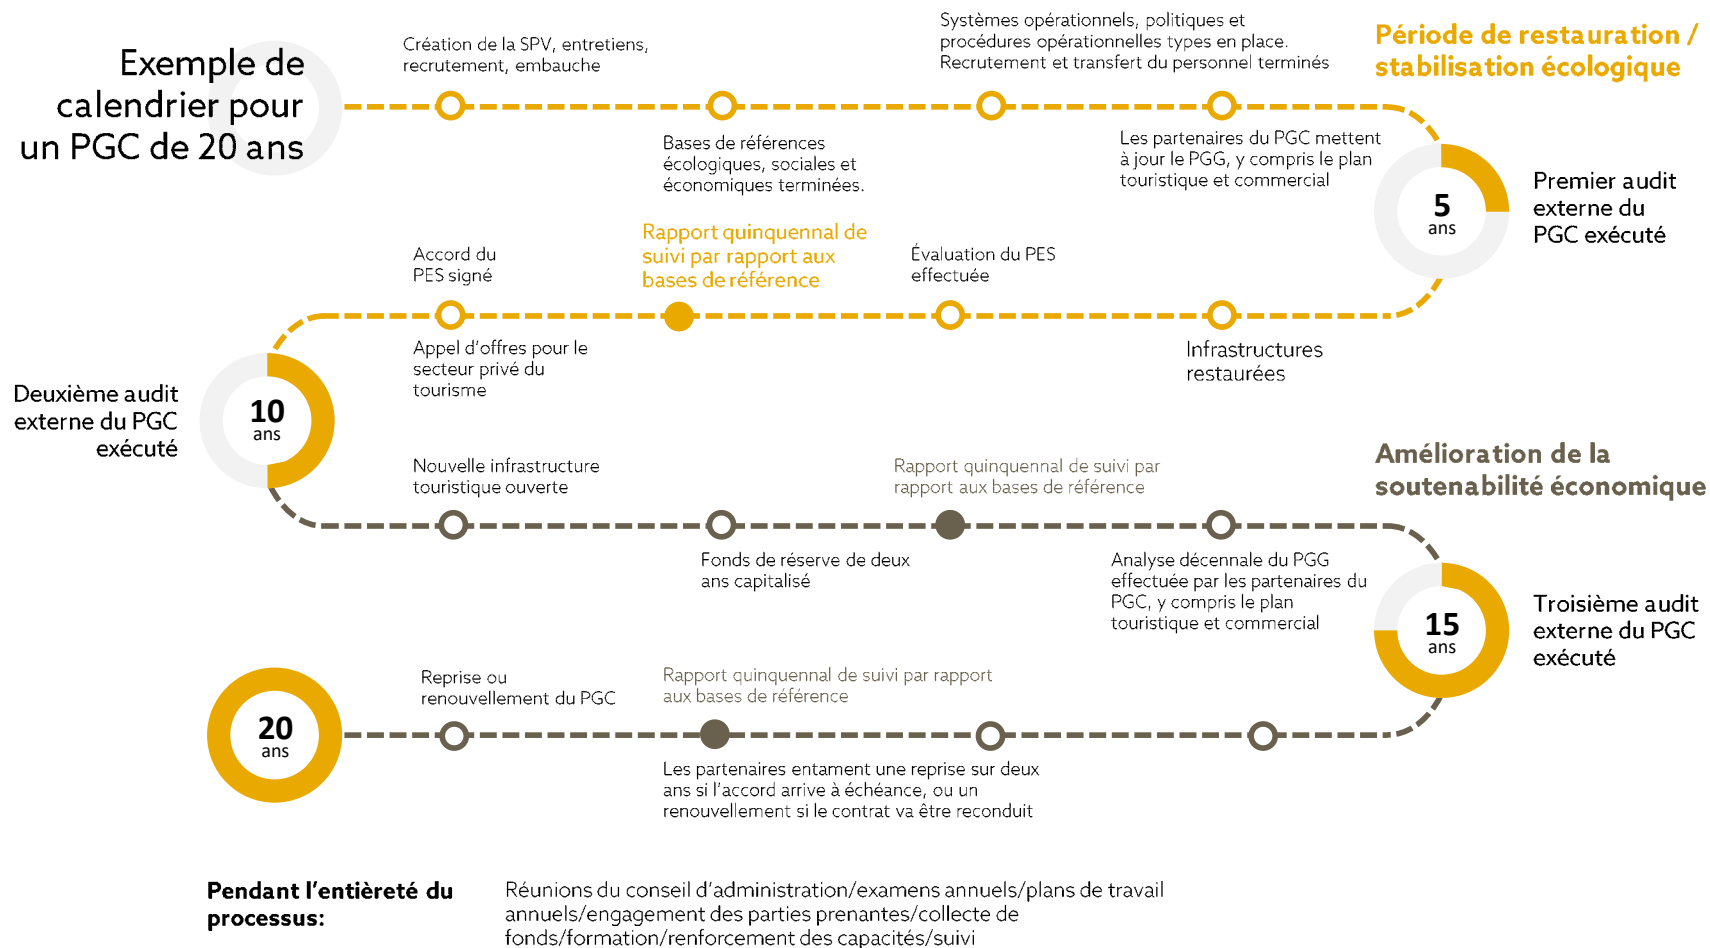 Exemple de
calendrier pour
un PGC de 20 ans
Création de la SPV, entretiens,
recrutement, embauche
Bases de références
écologiques, sociales et
économiques terminées.
Systèmes opérationnels, politiques et
procédures opérationnelles types en place.
Recrutement et transfert du personnel terminés
Les partenaires du PGC mettent
à jour le PGG, y compris le plan
touristique et commercial
Période de restauration /
stabilisation écologique
5
ans
Premier audit
externe du
PGC exécuté
Infrastructures
restaurées
Évaluation du PES
effectuée
Rapport quinquennal de
suivi par rapport aux
bases de référence
Accord du
PES signé
Appel d’offres pour le
secteur privé du
tourisme
10
ans
Deuxième audit
externe du PGC
exécuté
Nouvelle infrastructure
touristique ouverte
Fonds de réserve de deux
ans capitalisé
Rapport quinquennal de suivi par
rapport aux bases de référence
Analyse décennale du PGG
effectuée par les partenaires du
PGC, y compris le plan
touristique et commercial
Amélioration de la
soutenabilité économique
15
ans
Troisième audit
externe du PGC
exécuté
Rapport quinquennal de suivi par rapport
aux bases de référence
Les partenaires entament une reprise sur deux
ans si l’accord arrive à échéance, ou un
renouvellement si le contrat va être reconduit
Reprise ou
renouvellement du PGC
20
ans
Pendant l’entièreté du
processus:
Réunions du conseil d’administration/examens annuels/plans de travail
annuels/engagement des parties prenantes/collecte de
fonds/formation/renforcement des capacités/suivi